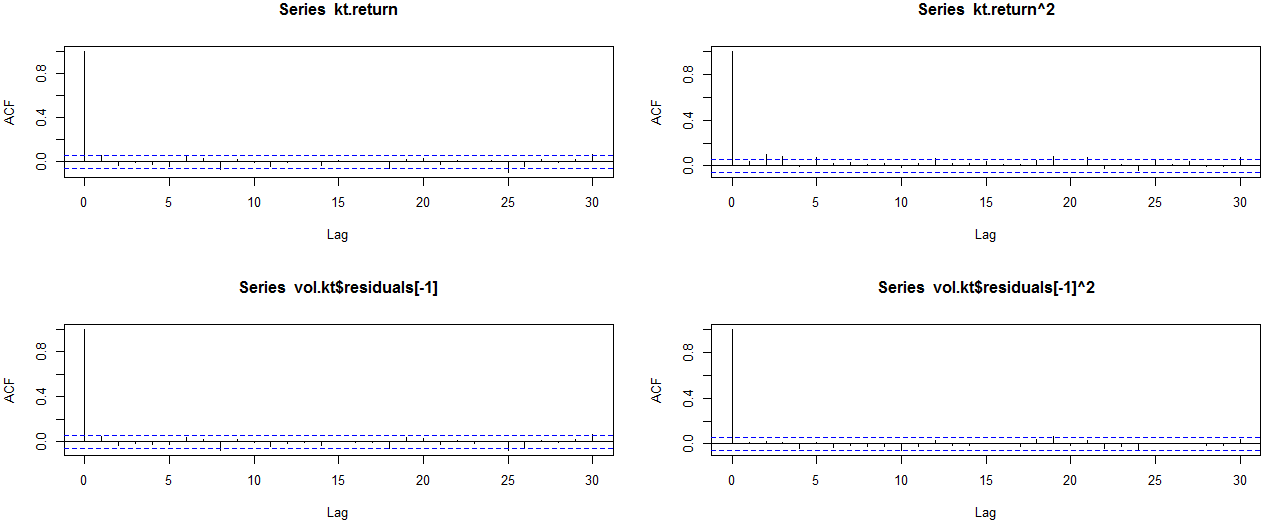 Series kt.return
ACF
0.0 0.4 0.8
0 5 10 15 20 25 30
Lag
Series kt.return^2
ACF
0.0 0.4 0.8
0 5 10 15 20 25 30
Lag
Series vol.kt$residuals[-1]
ACF
0.0 0.4 0.8
0 5 10 15 20 25 30
Lag
Series vol.kt$residuals[-1]^2
ACF
0.0 0.4 0.8
0 5 10 15 20 25 30
Lag